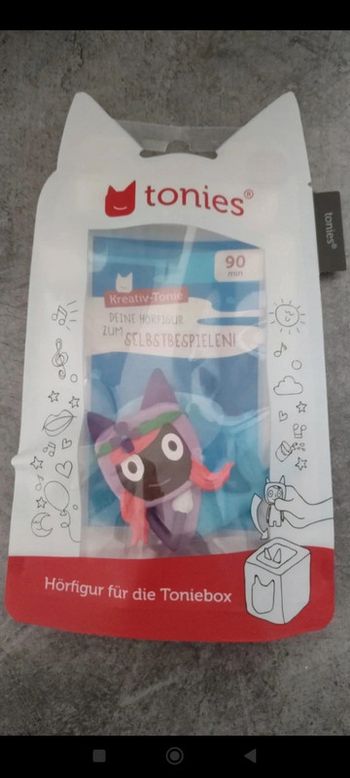 tonies®
tonies®
90
min
Kreativ-Tonie
DEINE HÖRFIGUR
ZUM SELBSTBESPIELEN!
Hörfigur für die Toniebox